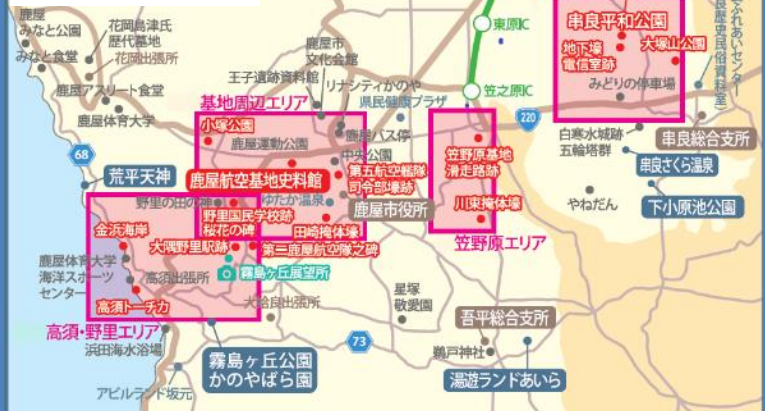 鹿屋
みなと公園
みなと食堂
花岡島津氏
歴代墓地
花岡出張所
鹿屋アスリート食堂
鹿屋体育大学
68
荒平天神
鹿屋市
文化会館
王子遺跡資料館
リナシティかのや
県民健康プラザ
基地周辺エリア
小塚公園
鹿屋運動公園
鹿屋バス停
中央公園
鹿屋航空基地史料館
第五航空艦隊
司令部壕跡
野里の田の神
ゆたか温泉
鹿屋市役所
野里国民学校跡
桜花の碑
田崎掩体壕
大隅野里駅跡
第二鹿屋航空隊之碑
霧島ヶ丘展望所
金浜海岸
鹿屋体育大学
海洋スポーツ
センター
高須出張所
高須トーチカ
高須・野里エリア
浜田海水浴場
アピルランド坂元
大姶良出張所
霧島ヶ丘公園
かのやばら園
東原IC
笠之原IC
220
笠野原基地
滑走路跡
川東掩体壕
笠野原エリア
星塚
敬愛園
73
吾平総合支所
鵜戸神社
湯遊ランドあいら
串良平和公園
地下壕
電信室跡
大塚山公園
みどりの停車場
ふれあいセンター
歴史民俗資料室)
白寒水城跡
五輪塔群
串良総合支所
串良さくら温泉
やねだん
下小原池公園